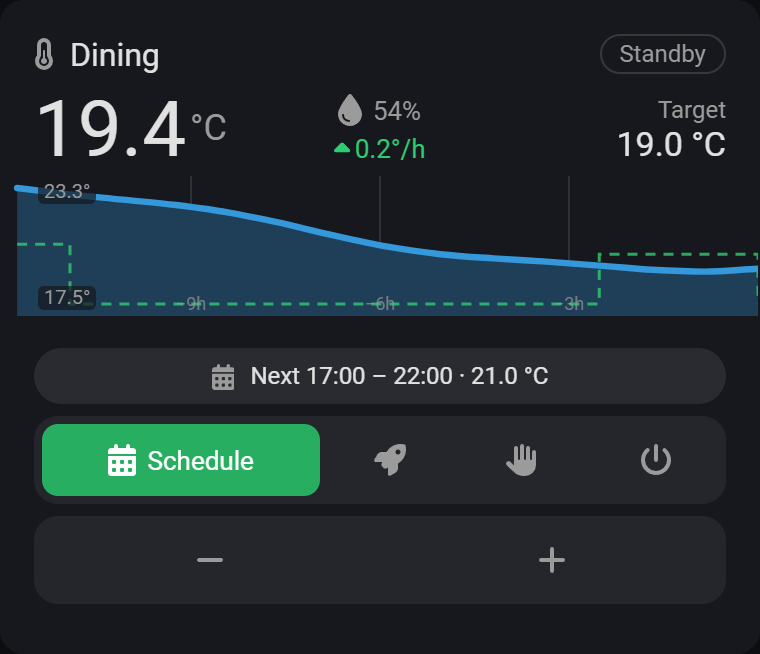 Dining
Standby
19.4 °C
54%
0.2°/h
Target
19.0 °C
23.3°
17.5°
-9h
-6h
-3h
Next 17:00 – 22:00 · 21.0 °C
Schedule